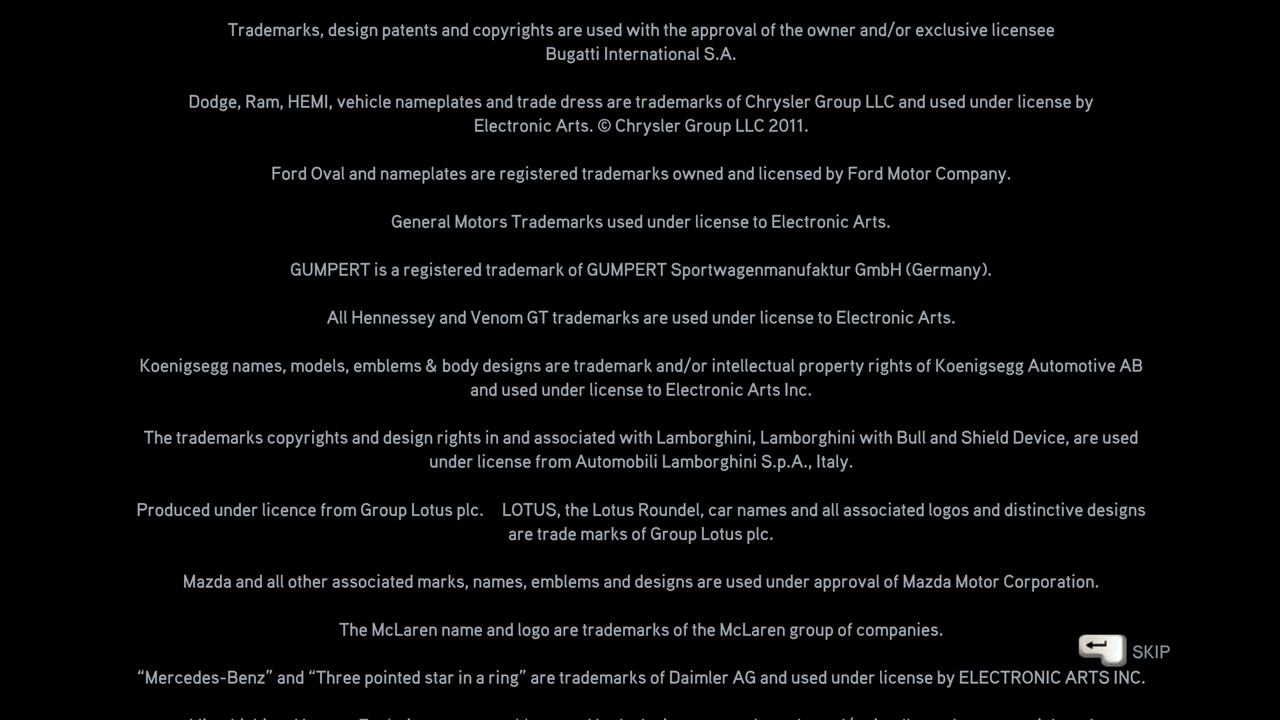 Trademarks, design patents and copyrights are used with the approval of the owner and/or exclusive licensee
Bugatti International S.A.
Dodge, Ram, HEMI, vehicle nameplates and trade dress are trademarks of Chrysler Group LLC and used under license by
Electronic Arts. © Chrysler Group LLC 2011.
Ford Oval and nameplates are registered trademarks owned and licensed by Ford Motor Company.
General Motors Trademarks used under license to Electronic Arts.
GUMPERT is a registered trademark of GUMPERT Sportwagenmanufaktur GmbH (Germany).
All Hennessey and Venom GT trademarks are used under license to Electronic Arts.
Koenigsegg names, models, emblems & body designs are trademark and/or intellectual property rights of Koenigsegg Automotive AB
and used under license to Electronic Arts Inc.
The trademarks copyrights and design rights in and associated with Lamborghini, Lamborghini with Bull and Shield Device, are used
under license from Automobili Lamborghini S.p.A., Italy.
Produced under licence from Group Lotus plc. LOTUS, the Lotus Roundel, car names and all associated logos and distinctive designs
are trade marks of Group Lotus plc.
Mazda and all other associated marks, names, emblems and designs are used under approval of Mazda Motor Corporation.
The McLaren name and logo are trademarks of the McLaren group of companies.
SKIP
“Mercedes-Benz” and “Three pointed star in a ring” are trademarks of Daimler AG and used under license by ELECTRONIC ARTS INC.